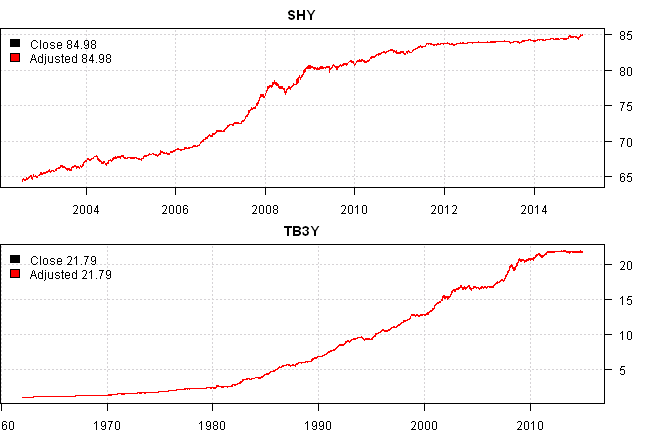 SHY
Close 84.98
Adjusted 84.98
85
80
75
70
65
2004 2006 2008 2010 2012 2014
TB3Y
Close 21.79
Adjusted 21.79
20
15
10
5
60 1970 1980 1990 2000 2010